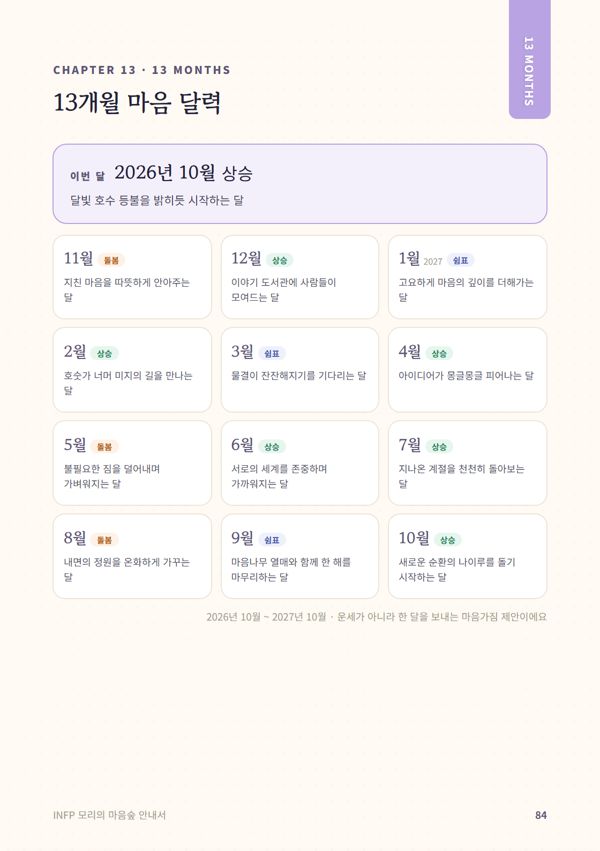 13 MONTHS
CHAPTER 13 · 13 MONTHS
13개월 마음 달력
이번 달 2026년 10월 상승
달빛 호수 등불을 밝히듯 시작하는 달
11월 돌봄
지친 마음을 따뜻하게 안아주는
달
12월 상승
이야기 도서관에 사람들이
모여드는 달
1월 2027 쉼표
고요하게 마음의 깊이를 더해가는
달
2월 상승
호숫가 너머 미지의 길을 만나는
달
3월 쉼표
물결이 잔잔해지기를 기다리는 달
4월 상승
아이디어가 몽글몽글 피어나는 달
5월 돌봄
불필요한 짐을 덜어내며
가벼워지는 달
6월 상승
서로의 세계를 존중하며
가까워지는 달
7월 상승
지나온 계절을 천천히 돌아보는
달
8월 돌봄
내면의 정원을 온화하게 가꾸는
달
9월 쉼표
마음나무 열매와 함께 한 해를
마무리하는 달
10월 상승
새로운 순환의 나이루를 돌기
시작하는 달
2026년 10월 ~ 2027년 10월 · 운세가 아니라 한 달을 보내는 마음가짐 제안이에요
INFP 모리의 마음숲 안내서
84